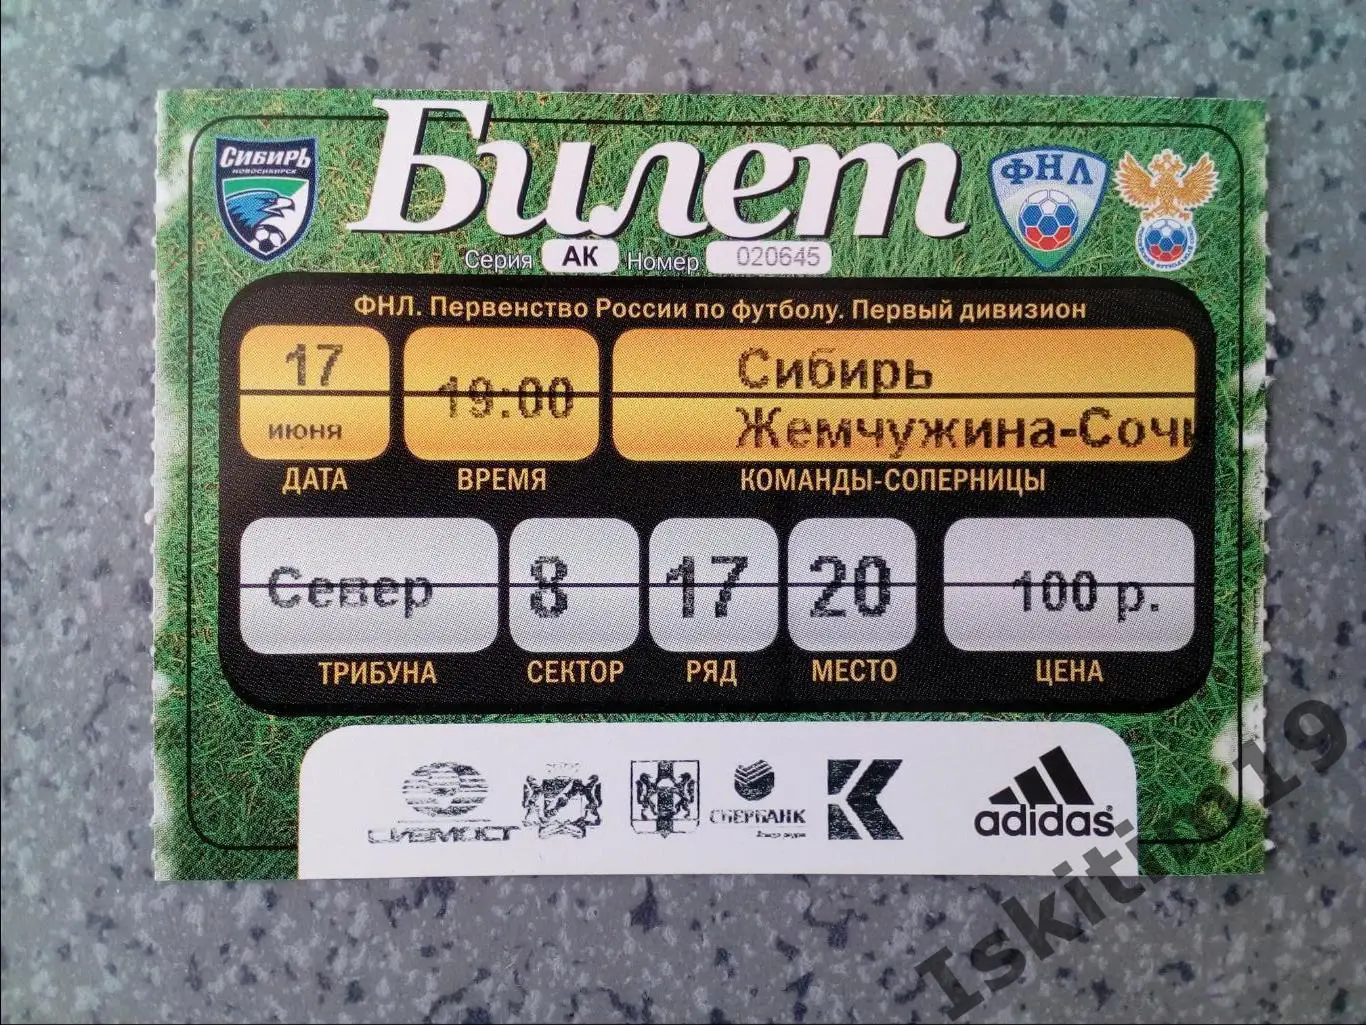 Билет
СИБИРЬ
НОВОСИБИРСК
ФНЛ
Серия АК Номер 020645
ФНЛ. Первенство России по футболу. Первый дивизион
17
июня
19:00
Сибирь
Жемчужина-Сочи
ДАТА ВРЕМЯ КОМАНДЫ-СОПЕРНИЦЫ
Север 8 17 20 100 р.
ТРИБУНА СЕКТОР РЯД МЕСТО ЦЕНА
СИБМОСТ
СБЕРБАНК
К
adidas
Iskitim19